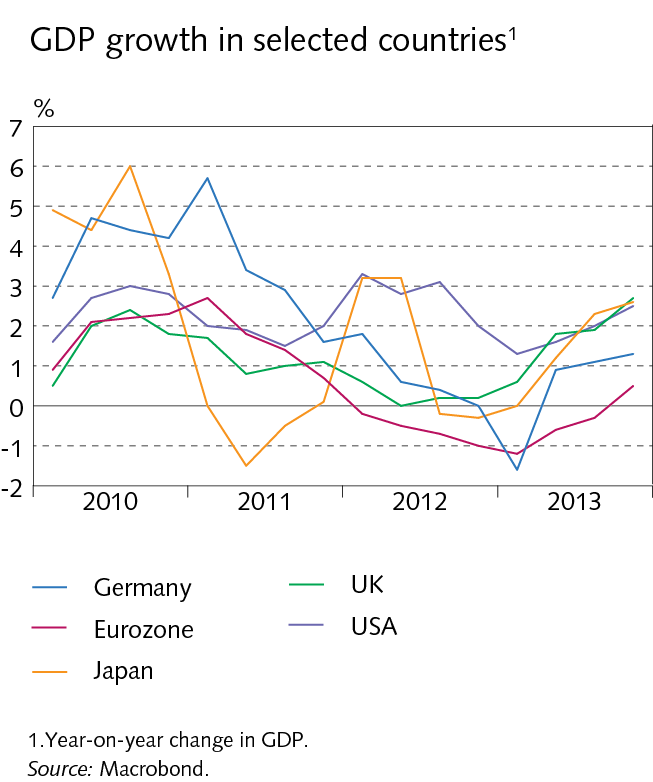 GDP growth in selected countries¹
%
7
6
5
4
3
2
1
0
-1
-2
2010 2011 2012 2013
Germany UK
Eurozone USA
Japan
1.Year-on-year change in GDP.
Source: Macrobond.